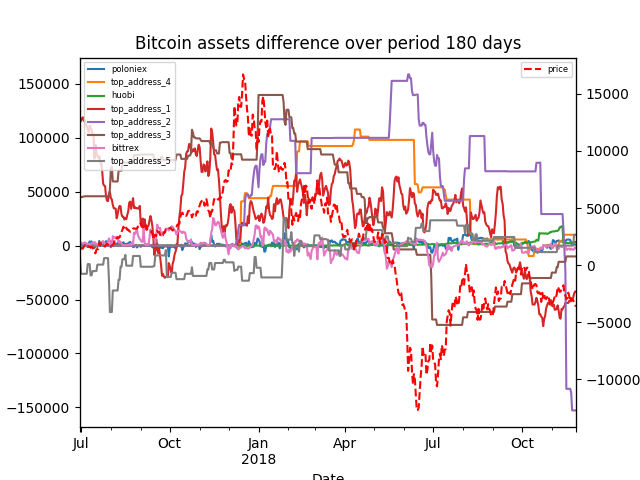 Bitcoin assets difference over period 180 days
poloniex
top_address_4
huobi
top_address_1
top_address_2
top_address_3
bittrex
top_address_5
price
150000
100000
50000
0
−50000
−100000
−150000
15000
10000
5000
0
−5000
−10000
Jul Oct Jan Apr Jul Oct
2018
Date